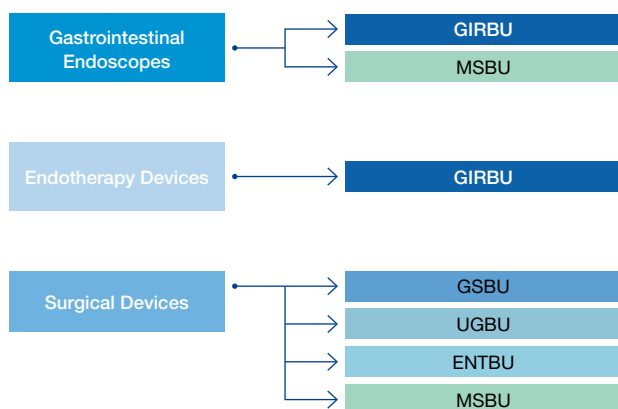 Gastrointestinal
Endoscopes
GIRBU
MSBU
Endotherapy Devices
GIRBU
Surgical Devices
GSBU
UGBU
ENTBU
MSBU